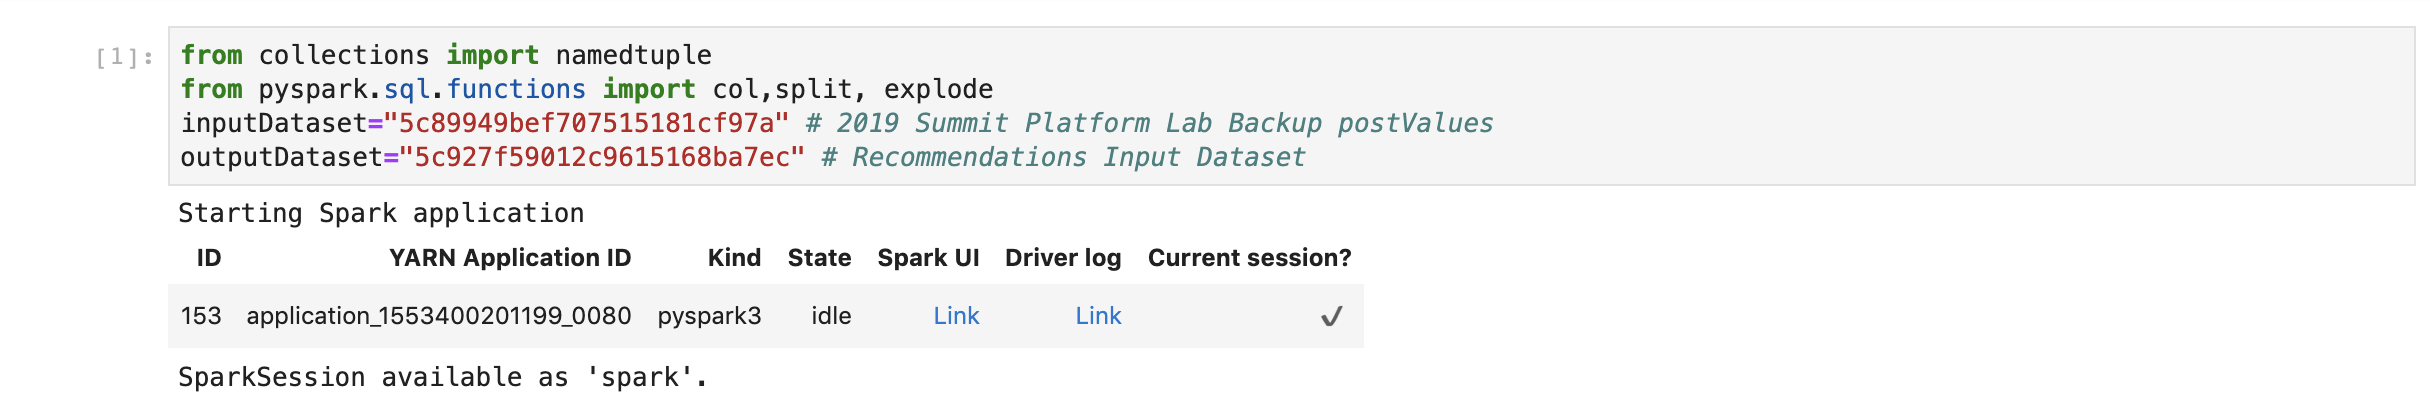 [1]:
from collections import namedtuple
from pyspark.sql.functions import col,split, explode
inputDataset="5c89949bef707515181cf97a" # 2019 Summit Platform Lab Backup postValues
outputDataset="5c927f59012c9615168ba7ec" # Recommendations Input Dataset
Starting Spark application
ID YARN Application ID Kind State Spark UI Driver log Current session?
153 application_1553400201199_0080 pyspark3 idle Link Link ✓
SparkSession available as 'spark'.